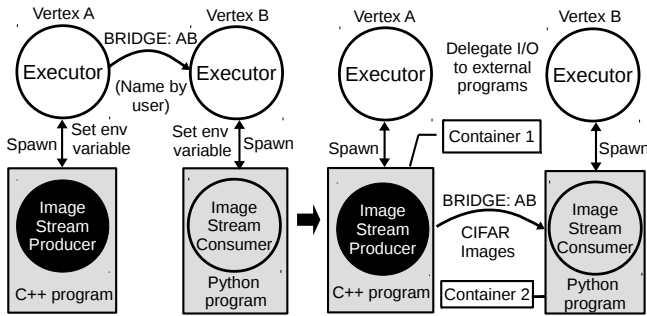 Vertex A
Vertex B
BRIDGE: AB
Executor
Executor
(Name by
user)
Spawn
Set env
variable
Set env
variable
Spawn
Image
Stream
Producer
Image
Stream
Consumer
C++ program
Python
program
Vertex A
Vertex B
Executor
Delegate I/O
to external
programs
Executor
Spawn
Container 1
Spawn
Image
Stream
Producer
BRIDGE: AB
CIFAR
Images
Image
Stream
Consumer
C++ program
Container 2
Python
program